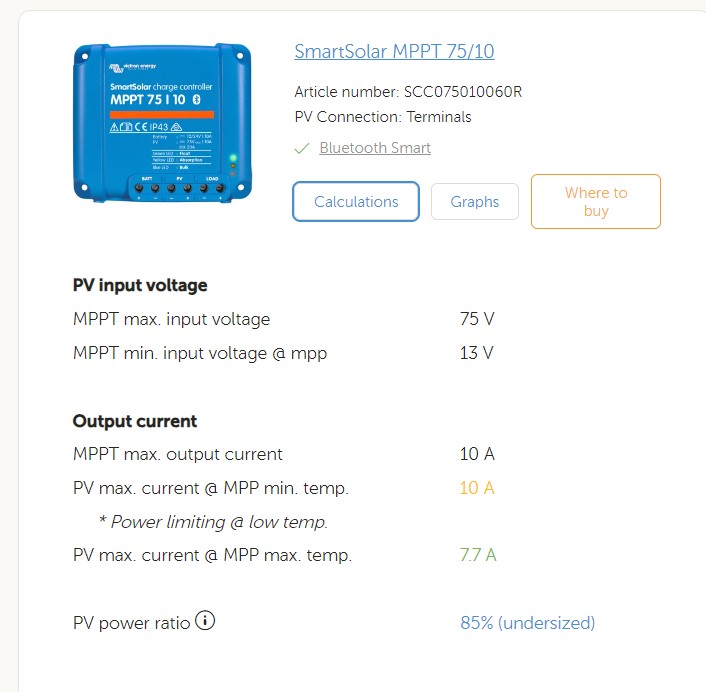 SmartSolar MPPT 75/10
victron energy
SmartSolar charge controller
MPPT 75 | 10
Article number: SCC075010060R
PV Connection: Terminals
CE IP43
Bluetooth Smart
BATT PV LOAD
Calculations
Graphs
Where to
buy
PV input voltage
MPPT max. input voltage 75 V
MPPT min. input voltage @ mpp 13 V
Output current
MPPT max. output current 10 A
PV max. current @ MPP min. temp. 10 A
* Power limiting @ low temp.
PV max. current @ MPP max. temp. 7.7 A
PV power ratio i 85% (undersized)